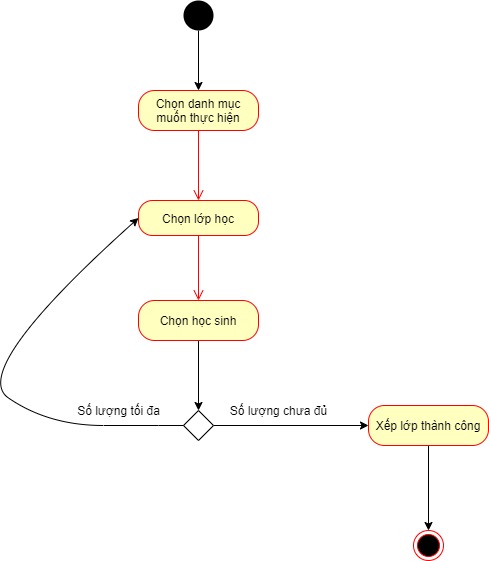 Chọn danh mục
muốn thực hiện
Chọn lớp học
Chọn học sinh
Số lượng tối đa
Số lượng chưa đủ
Xếp lớp thành công